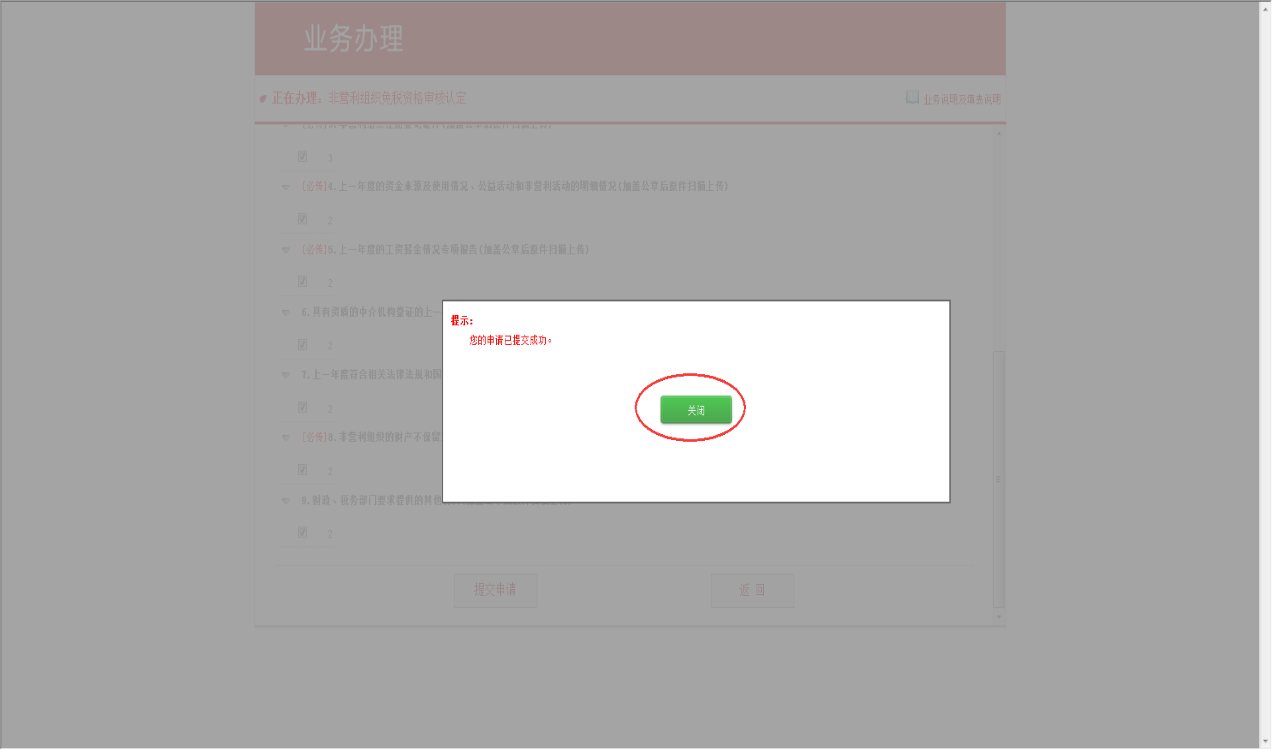 业务办理
正在办理：非营利组织免税资格审核认定
业务说明及填表说明
3
[必传]4.上一年度的资金来源及使用情况、公益活动和非营利活动的明细情况(加盖公章后原件扫描上传)
2
[必传]5.上一年度的工资薪金情况专项报告(加盖公章后原件扫描上传)
2
6.具有资质的中介机构鉴证的上一
2
7.上一年度符合相关法律法规和国
2
[必传]8.非营利组织的财产不保留
2
9.财政、税务部门要求提供的其他
2
提示：
您的申请已提交成功。
关闭
提交申请
返 回